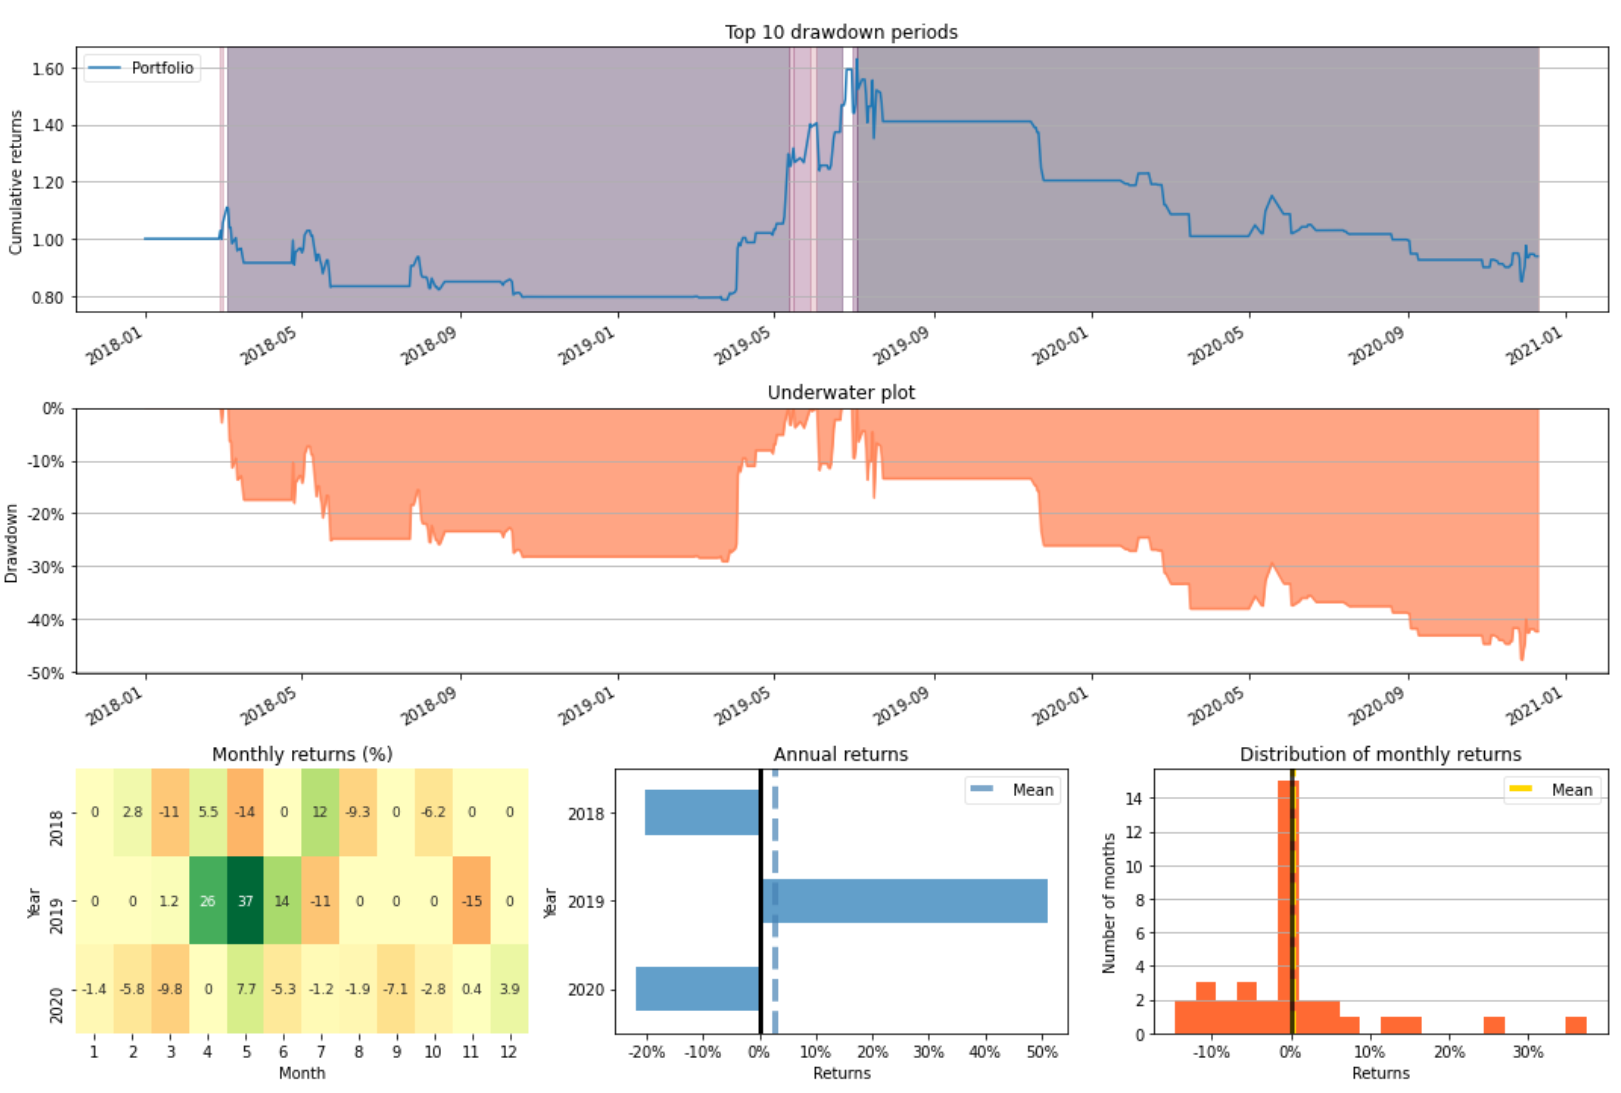 Top 10 drawdown periods
Cumulative returns
1.60
1.40
1.20
1.00
0.80
Portfolio
2018-01 2018-05 2018-09 2019-01 2019-05 2019-09 2020-01 2020-05 2020-09 2021-01
Underwater plot
Drawdown
0%
-10%
-20%
-30%
-40%
-50%
2018-01 2018-05 2018-09 2019-01 2019-05 2019-09 2020-01 2020-05 2020-09 2021-01
Monthly returns (%)
Year
2018 0 2.8 -11 5.5 -14 0 12 -9.3 0 -6.2 0 0
2019 0 0 1.2 26 37 14 -11 0 0 0 -15 0
2020 -1.4 -5.8 -9.8 0 7.7 -5.3 -1.2 -1.9 -7.1 -2.8 0.4 3.9
1 2 3 4 5 6 7 8 9 10 11 12
Month
Annual returns
Mean
Year
2018
2019
2020
-20% -10% 0% 10% 20% 30% 40% 50%
Returns
Distribution of monthly returns
Mean
Number of months
14
12
10
8
6
4
2
0
-10% 0% 10% 20% 30%
Returns